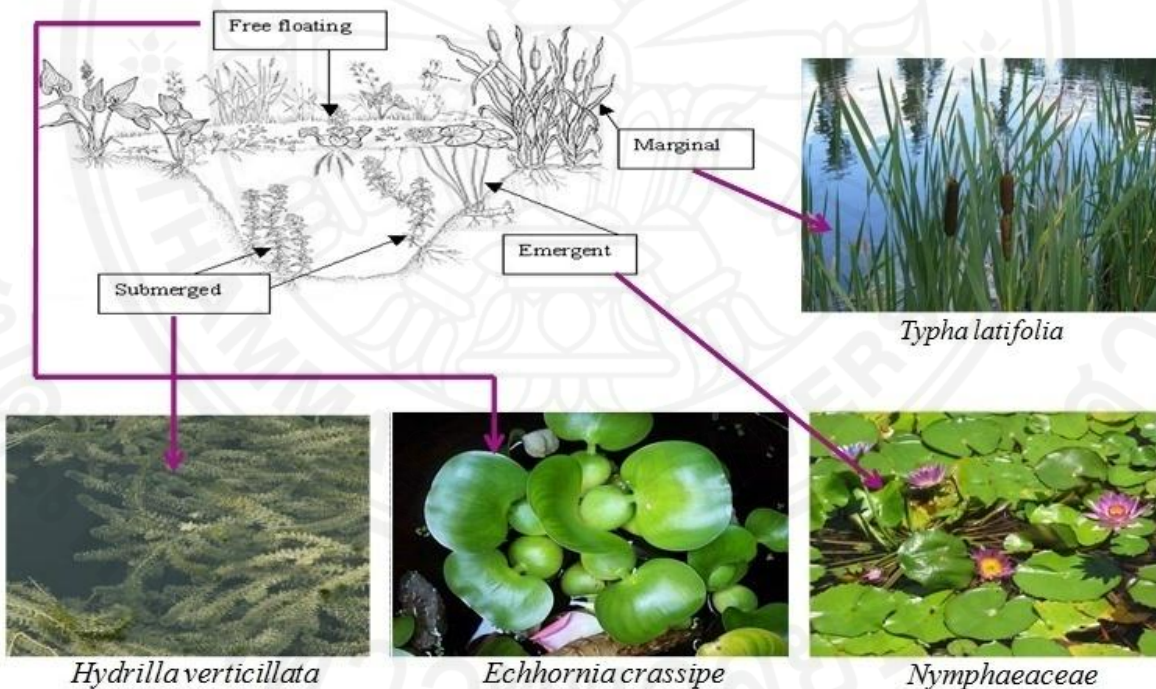 Free floating
Marginal
Emergent
Submerged
Typha latifolia
Hydrilla verticillata
Echhornia crassipe
Nymphaeaceae